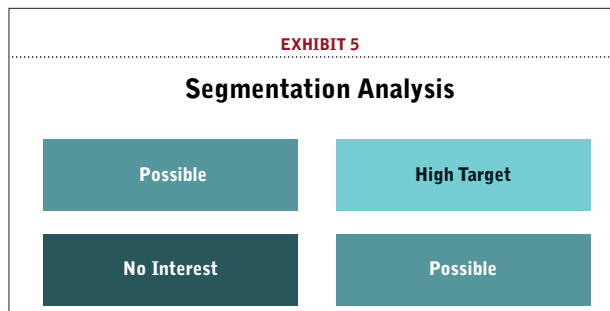 EXHIBIT 5
Segmentation Analysis
Possible
High Target
No Interest
Possible